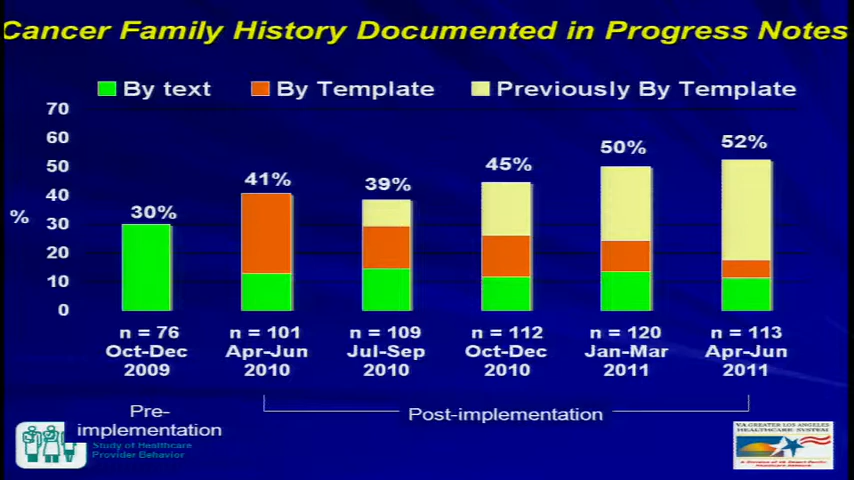 Cancer Family History Documented in Progress Notes
By text By Template Previously By Template
70
60
50
40
30
20
10
0
%
30%
41%
39%
45%
50%
52%
n = 76
Oct-Dec
2009
n = 101
Apr-Jun
2010
n = 109
Jul-Sep
2010
n = 112
Oct-Dec
2010
n = 120
Jan-Mar
2011
n = 113
Apr-Jun
2011
Pre-
implementation
Post-implementation
Study of Healthcare
Provider Behavior
VA GREATER LOS ANGELES
HEALTHCARE SYSTEM